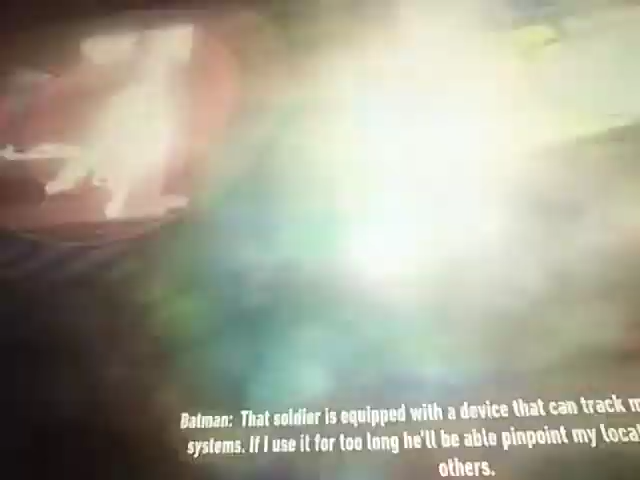 Batman: That soldier is equipped with a device that can track
systems. If I use it for too long he'll be able pinpoint my
others.